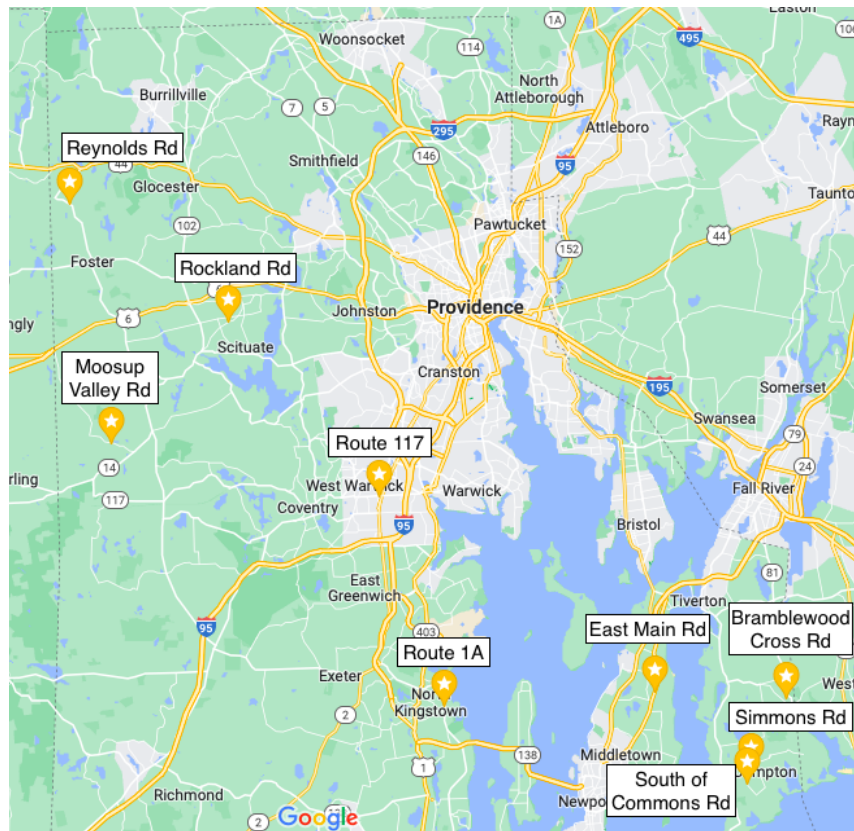 Easton
1A
Woonsocket
495
106
114
North
Attleborough
Burrillville
7
5
Attleboro
295
Rayn
Reynolds Rd
44
146
Smithfield
95
Glocester
Taunto
102
Pawtucket
44
152
Foster
Rockland Rd
6
Providence
6
Johnston
ngly
Scituate
Moosup
Valley Rd
Cranston
195
Somerset
Swansea
Route 117
79
14
24
rling
117
West Warwick
Warwick
Fall River
Coventry
95
Bristol
East
Greenwich
81
Tiverton
95
403
East Main Rd
Bramblewood
Cross Rd
Route 1A
Exeter
West
North
Kingstown
2
Simmons Rd
138
Middletown
1
South of
Commons Rd
mpton
Richmond
Newpo
2
Google